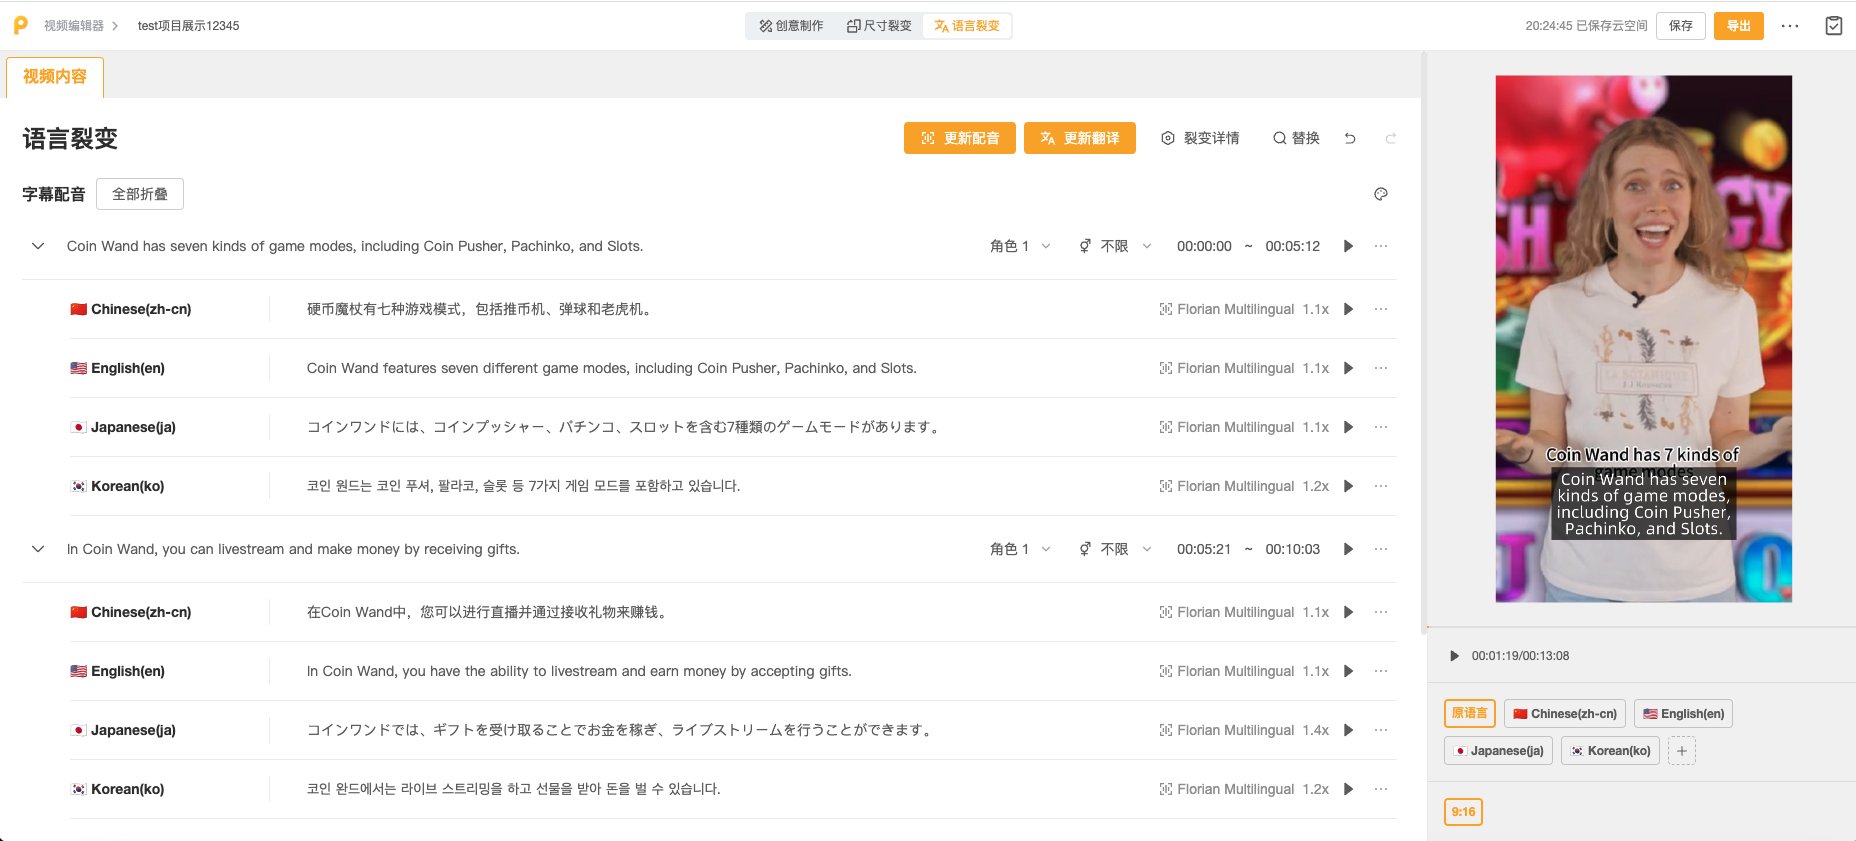 视频编辑器
test项目展示12345
创意制作
尺寸裂变
语言裂变
20:24:45 已保存云空间
保存
导出
视频内容
语言裂变
更新配音
更新翻译
裂变详情
替换
字幕配音
全部折叠
Coin Wand has seven kinds of game modes, including Coin Pusher, Pachinko, and Slots.
角色 1
不限
00:00:00 ~ 00:05:12
Chinese(zh-cn)
硬币魔杖有七种游戏模式，包括推币机、弹球和老虎机。
Florian Multilingual 1.1x
English(en)
Coin Wand features seven different game modes, including Coin Pusher, Pachinko, and Slots.
Florian Multilingual 1.1x
Japanese(ja)
コインワンドには、コインプッシャー、パチンコ、スロットを含む7種類のゲームモードがあります。
Florian Multilingual 1.1x
Korean(ko)
코인 원드는 코인 푸셔, 팔라코, 슬롯 등 7가지 게임 모드를 포함하고 있습니다.
Florian Multilingual 1.2x
In Coin Wand, you can livestream and make money by receiving gifts.
角色 1
不限
00:05:21 ~ 00:10:03
Chinese(zh-cn)
在Coin Wand中，您可以进行直播并通过接收礼物来赚钱。
Florian Multilingual 1.1x
English(en)
In Coin Wand, you have the ability to livestream and earn money by accepting gifts.
Florian Multilingual 1.1x
Japanese(ja)
コインワンドでは、ギフトを受け取ることでお金を稼ぎ、ライブストリームを行うことができます。
Florian Multilingual 1.4x
Korean(ko)
코인 완드에서는 라이브 스트리밍을 하고 선물을 받아 돈을 벌 수 있습니다.
Florian Multilingual 1.2x
Coin Wand has 7 kinds of
game modes
Coin Wand has seven
kinds of game modes,
including Coin Pusher,
Pachinko, and Slots.
00:01:19/00:13:08
原语言
Chinese(zh-cn)
English(en)
Japanese(ja)
Korean(ko)
9:16